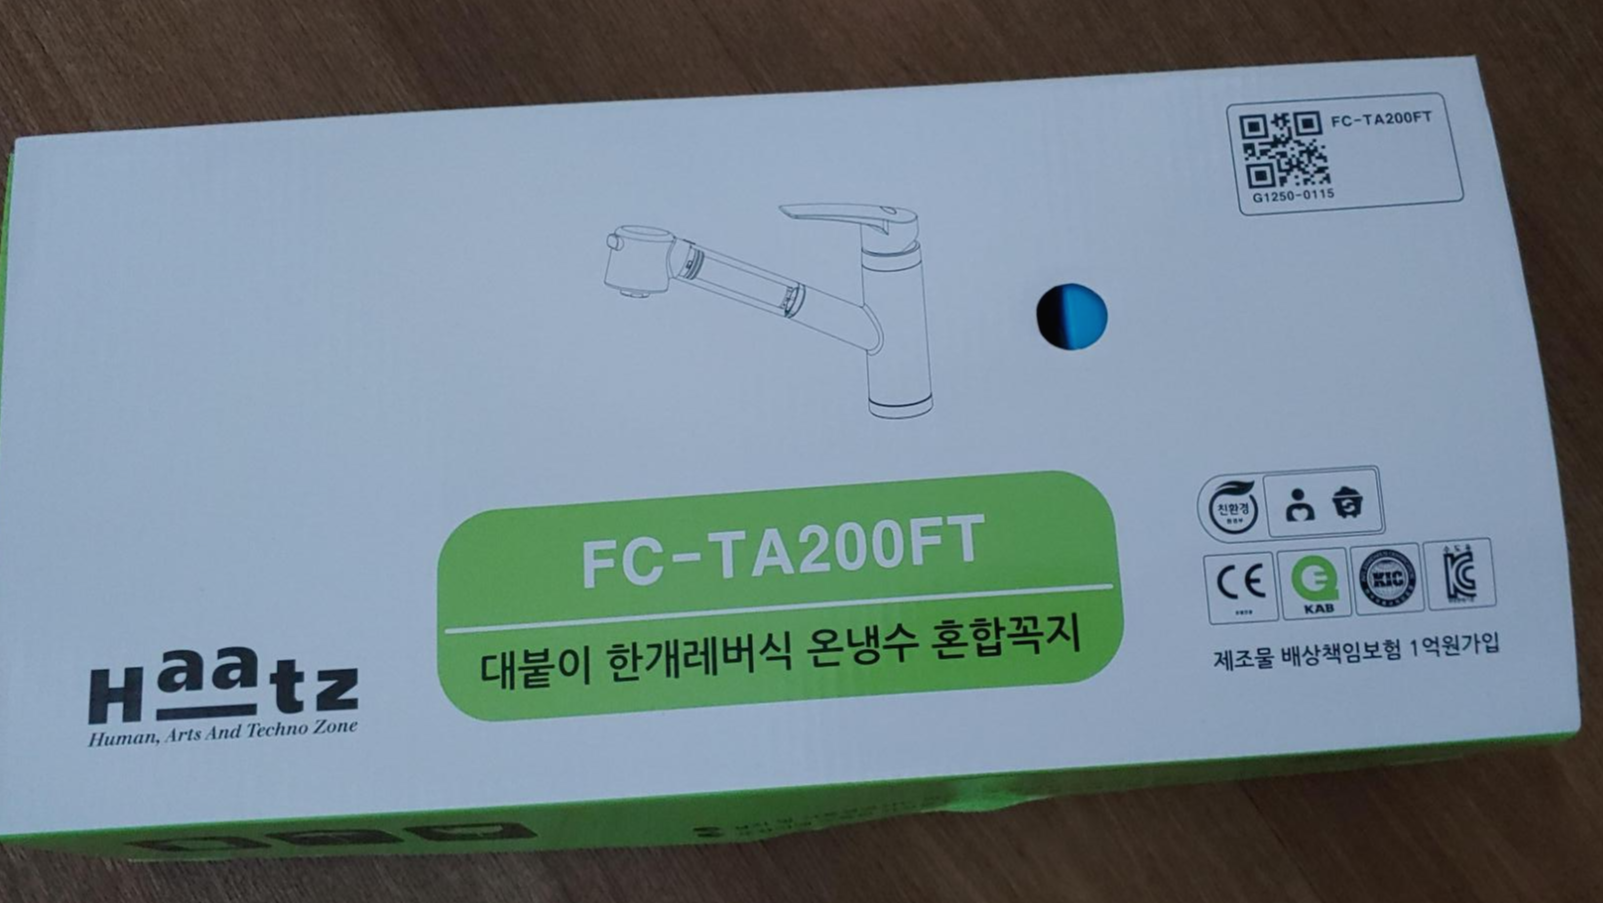 FC-TA200FT
G1250-0115
FC-TA200FT
대붙이 한개레버식 온냉수 혼합꼭지
Haatz
Human, Arts And Techno Zone
친환경
CE
KAB
KIC
제조물 배상책임보험 1억원가입